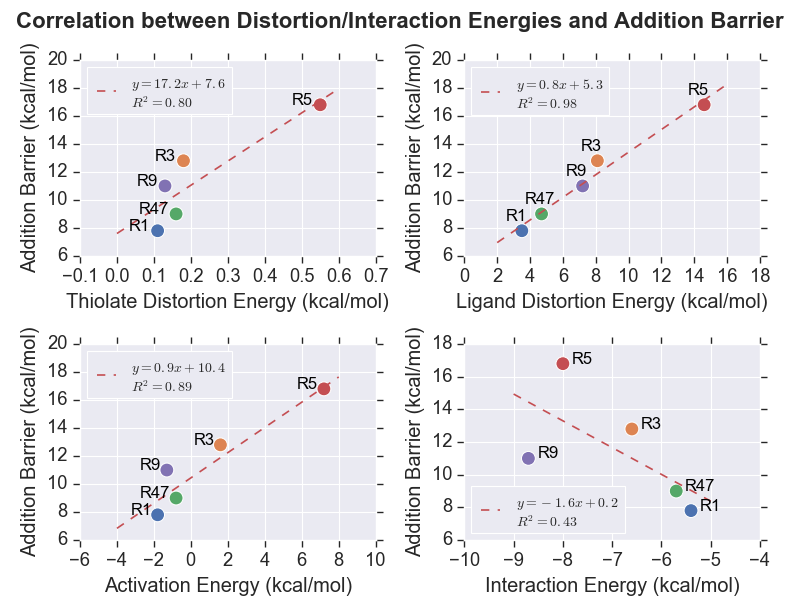 Correlation between Distortion/Interaction Energies and Addition Barrier
Addition Barrier (kcal/mol)
20
18
16
14
12
10
8
6
y = 17.2x + 7.6
R² = 0.80
R5
R3
R9
R47
R1
−0.1 0.0 0.1 0.2 0.3 0.4 0.5 0.6 0.7
Thiolate Distortion Energy (kcal/mol)
Addition Barrier (kcal/mol)
20
18
16
14
12
10
8
6
y = 0.8x + 5.3
R² = 0.98
R5
R3
R9
R47
R1
0 2 4 6 8 10 12 14 16 18
Ligand Distortion Energy (kcal/mol)
Addition Barrier (kcal/mol)
20
18
16
14
12
10
8
6
y = 0.9x + 10.4
R² = 0.89
R5
R3
R9
R47
R1
−6 −4 −2 0 2 4 6 8 10
Activation Energy (kcal/mol)
Addition Barrier (kcal/mol)
18
16
14
12
10
8
6
R5
R3
R9
R47
R1
y = −1.6x + 0.2
R² = 0.43
−10 −9 −8 −7 −6 −5 −4
Interaction Energy (kcal/mol)